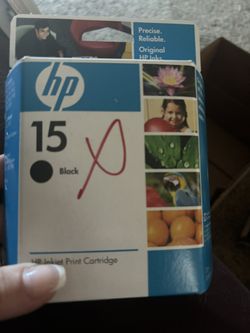 Precise.
Reliable.
Original
HP Inks.
hp
15
Black
HP Inkjet Print Cartridge